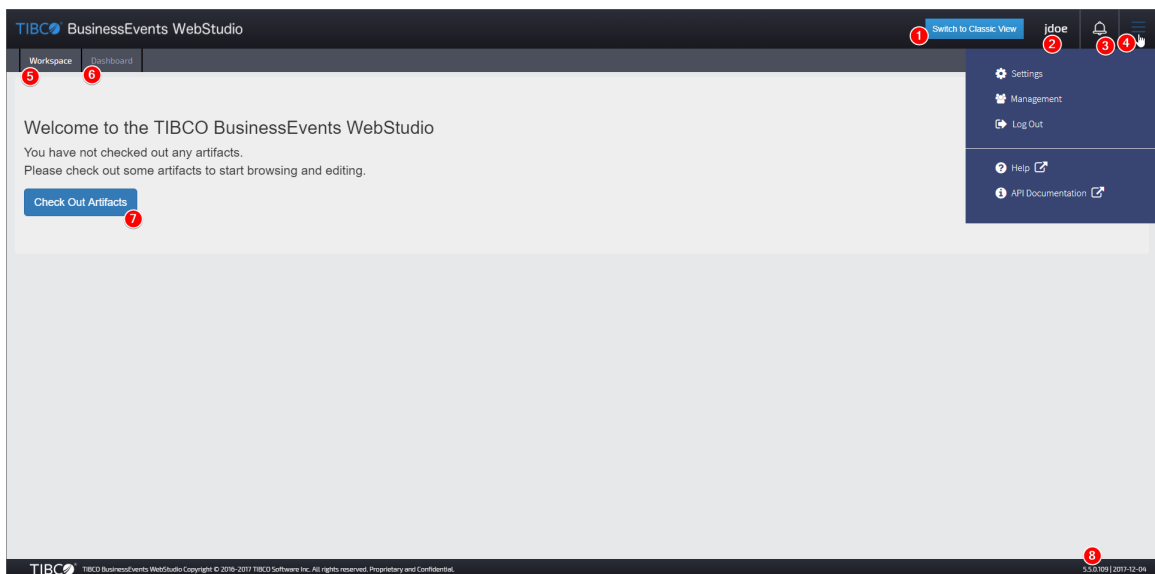 TIBCO® BusinessEvents WebStudio
Switch to Classic View
jdoe
1
2
3
4
Workspace
Dashboard
5
6
Settings
Management
Log Out
Help
API Documentation
Welcome to the TIBCO BusinessEvents WebStudio
You have not checked out any artifacts.
Please check out some artifacts to start browsing and editing.
Check Out Artifacts
7
8
TIBCO® TIBCO BusinessEvents WebStudio Copyright © 2016-2017 TIBCO Software Inc. All rights reserved. Proprietary and Confidential.
5.5.0.109 | 2017-12-04